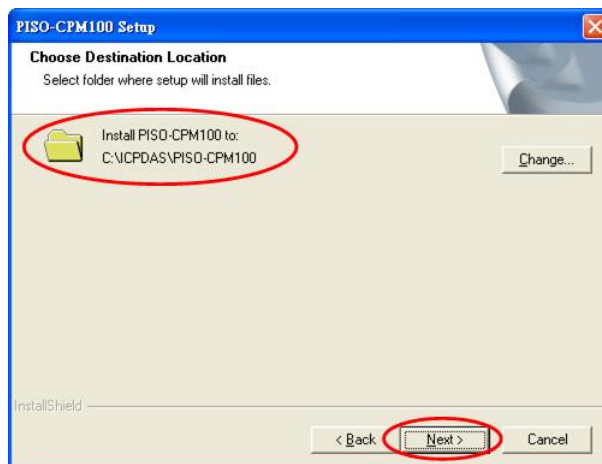 PISO-CPM100 Setup
Choose Destination Location
Select folder where setup will install files.
Install PISO-CPM100 to:
C:\ICPDAS\PISO-CPM100
Change...
InstallShield
< Back
Next >
Cancel